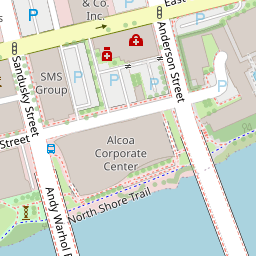 & Co.
Inc.
East
P
P
SMS
Group
P
P
P
Sandusky Street
Anderson Street
Street
Alcoa
Corporate
Center
North Shore Trail
Andy Warhol